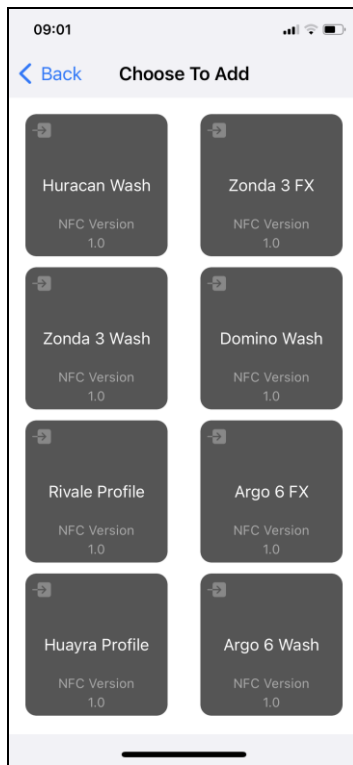 09:01
Back Choose To Add
Huracan Wash
NFC Version
1.0
Zonda 3 FX
NFC Version
1.0
Zonda 3 Wash
NFC Version
1.0
Domino Wash
NFC Version
1.0
Rivale Profile
NFC Version
1.0
Argo 6 FX
NFC Version
1.0
Huayra Profile
NFC Version
1.0
Argo 6 Wash
NFC Version
1.0